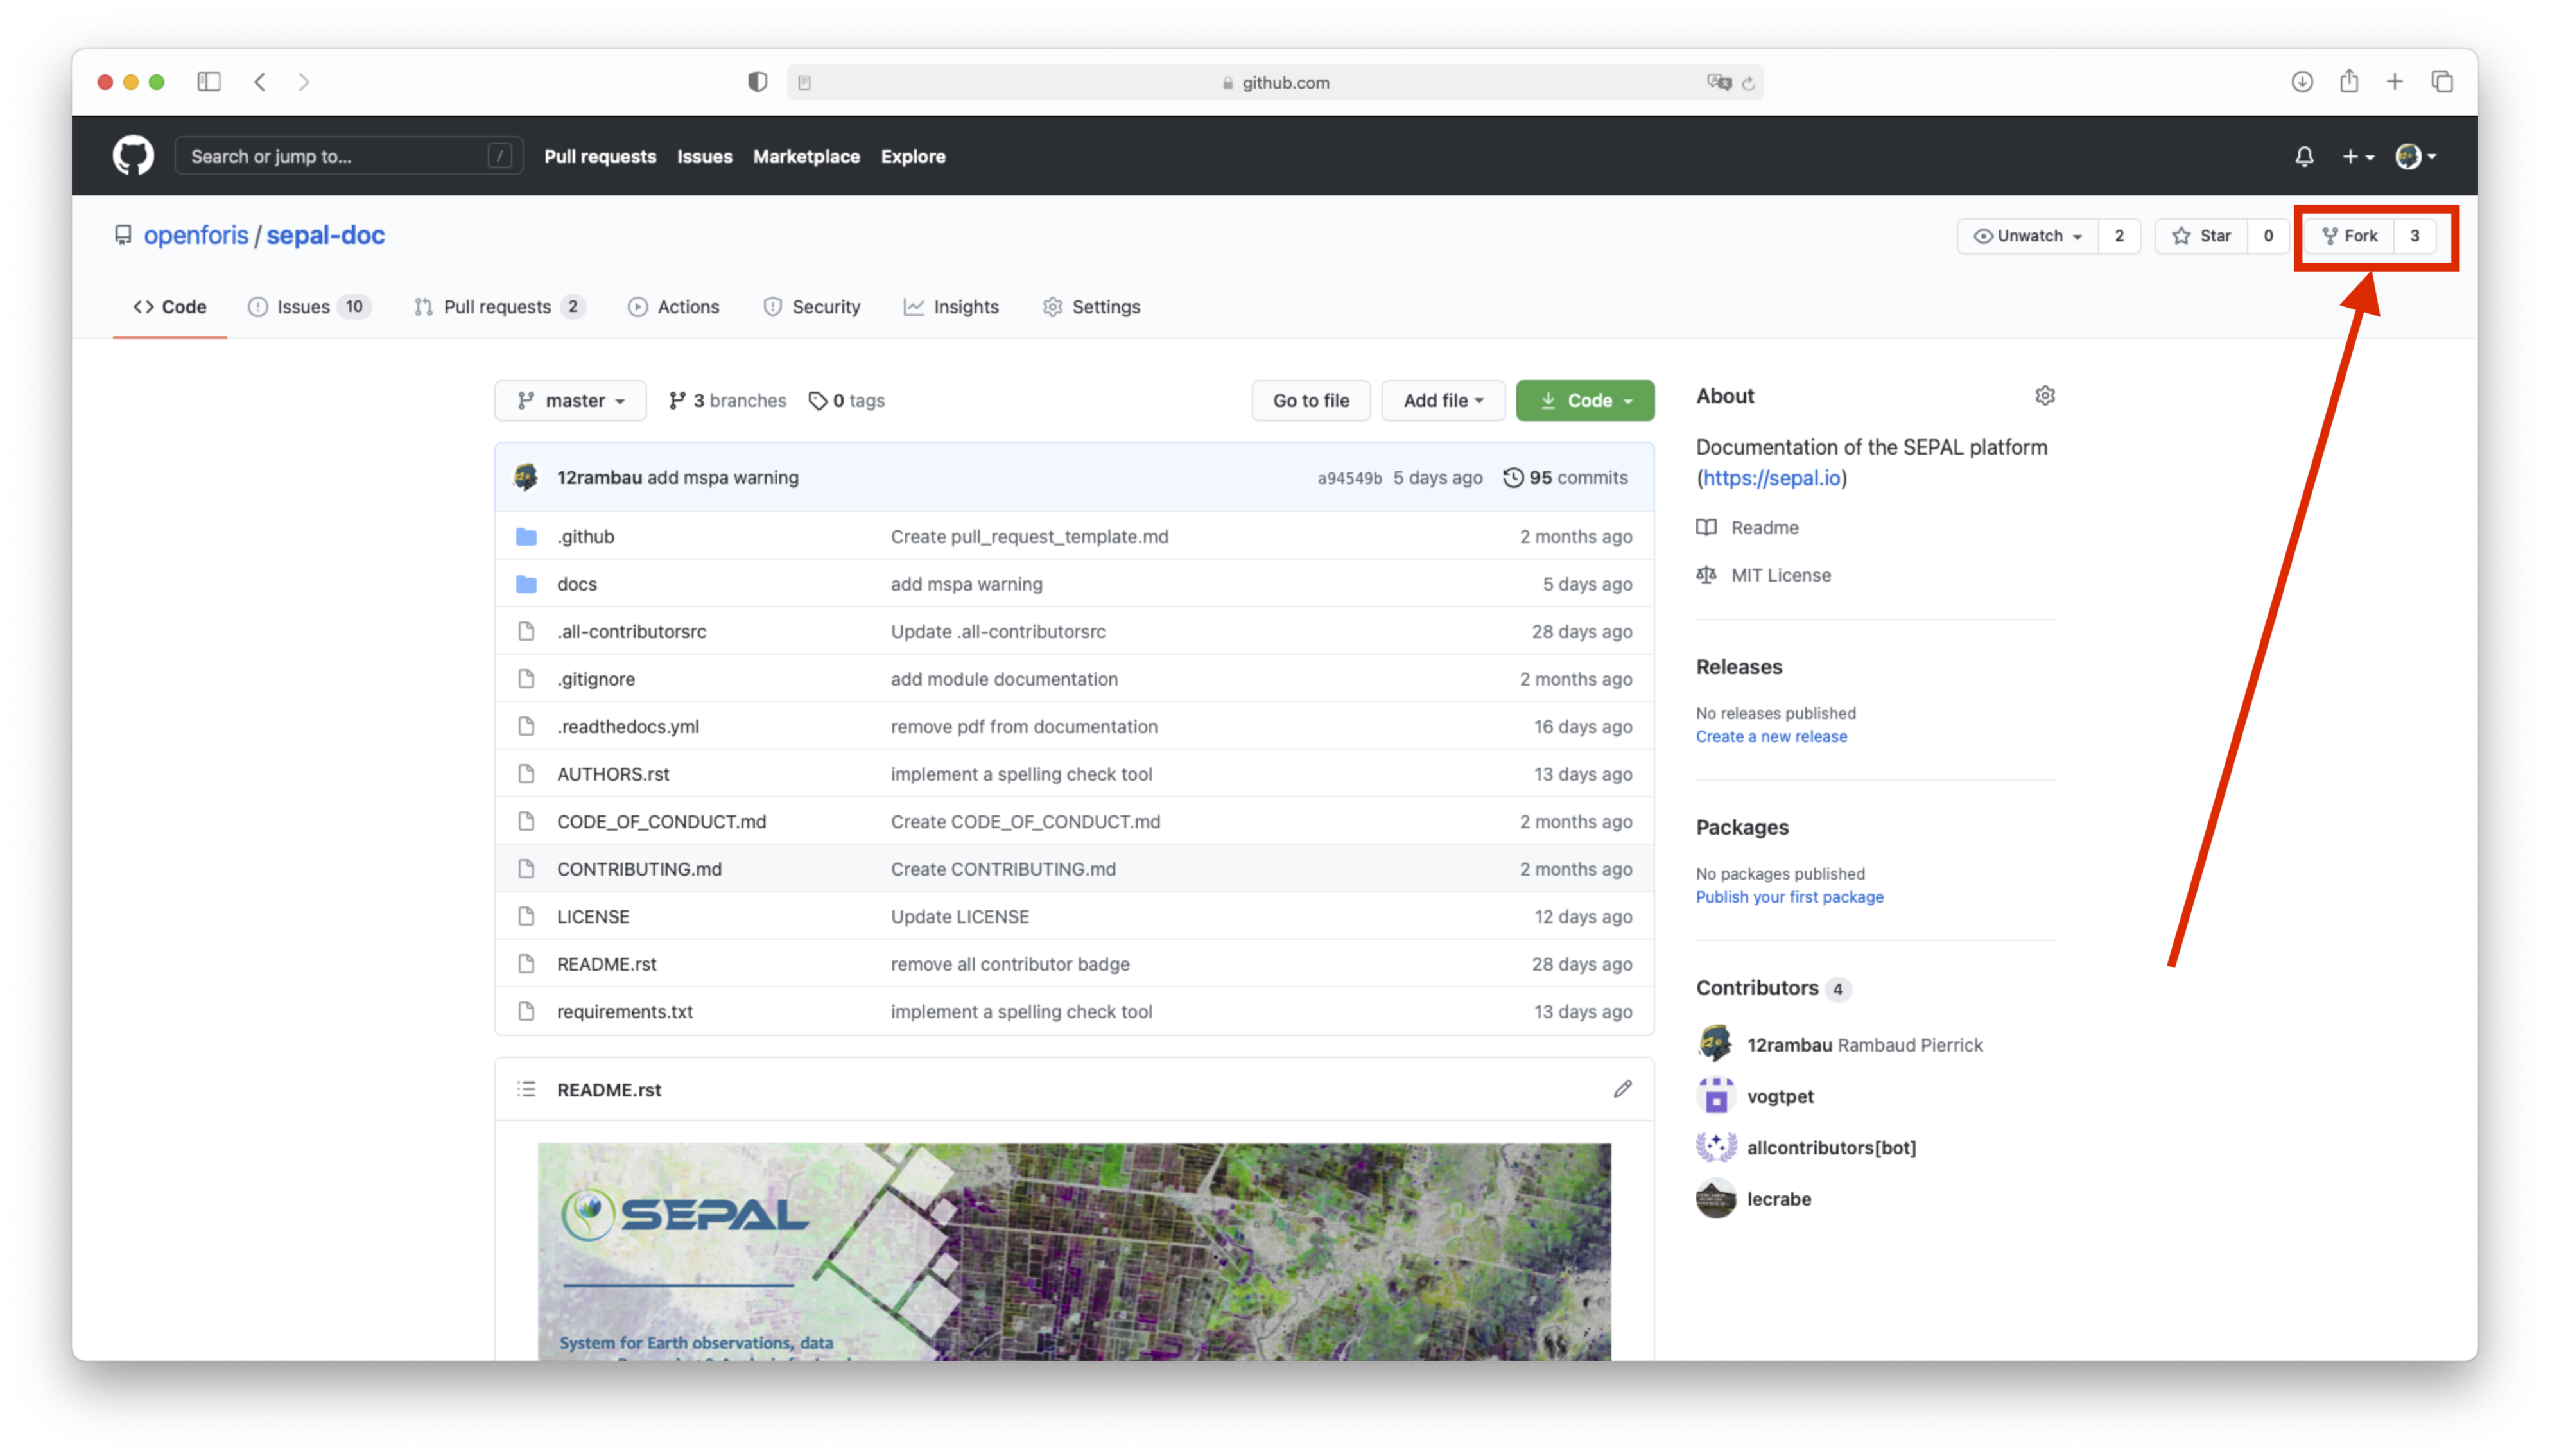 github.com
Search or jump to... / Pull requests Issues Marketplace Explore
openforis / sepal-doc Unwatch 2 Star 0 Fork 3
Code Issues 10 Pull requests 2 Actions Security Insights Settings
master 3 branches 0 tags Go to file Add file Code
12rambau add mspa warning a94549b 5 days ago 95 commits
.github Create pull_request_template.md 2 months ago
docs add mspa warning 5 days ago
.all-contributorsrc Update .all-contributorsrc 28 days ago
.gitignore add module documentation 2 months ago
.readthedocs.yml remove pdf from documentation 16 days ago
AUTHORS.rst implement a spelling check tool 13 days ago
CODE_OF_CONDUCT.md Create CODE_OF_CONDUCT.md 2 months ago
CONTRIBUTING.md Create CONTRIBUTING.md 2 months ago
LICENSE Update LICENSE 12 days ago
README.rst remove all contributor badge 28 days ago
requirements.txt implement a spelling check tool 13 days ago
README.rst
SEPAL
System for Earth observations, data
About
Documentation of the SEPAL platform
(https://sepal.io)
Readme
MIT License
Releases
No releases published
Create a new release
Packages
No packages published
Publish your first package
Contributors 4
12rambau Rambaud Pierrick
vogtpet
allcontributors[bot]
lecrabe